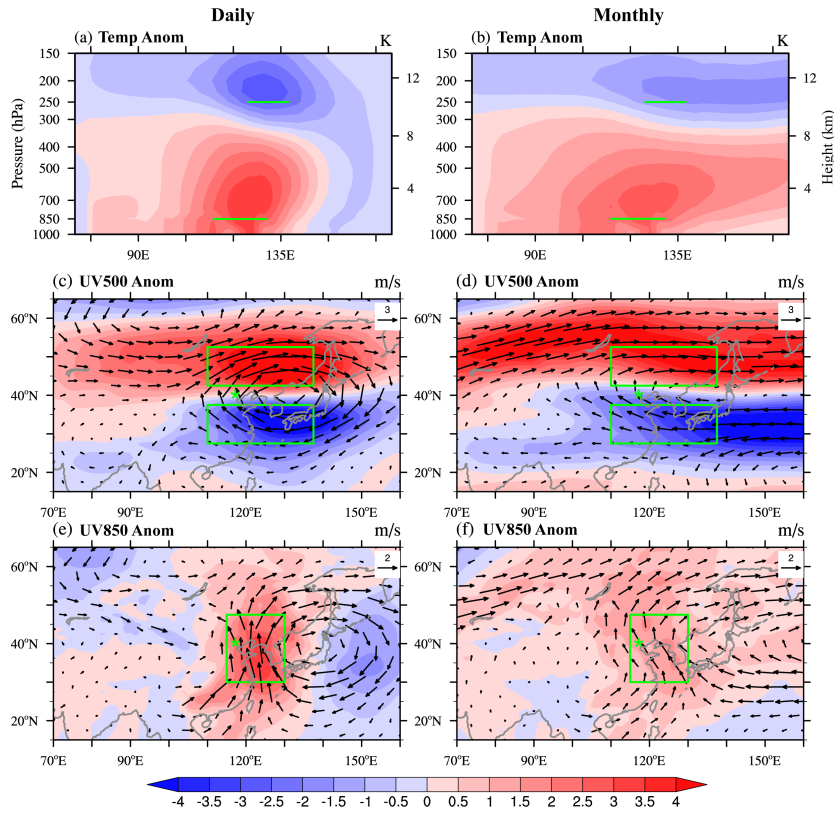 Daily Monthly
(a) Temp Anom K (b) Temp Anom K
150 150
200 12 200 12
250 250
300 300
8 8
400 400
500 500
4 4
700 700
850 850
1000 1000
Pressure (hPa) Height (km)
90E 135E 90E 135E
(c) UV500 Anom m/s (d) UV500 Anom m/s
3 3
60°N 60°N
40°N 40°N
20°N 20°N
70°E 90°E 120°E 150°E 70°E 90°E 120°E 150°E
(e) UV850 Anom m/s (f) UV850 Anom m/s
2 2
60°N 60°N
40°N 40°N
20°N 20°N
70°E 90°E 120°E 150°E 70°E 90°E 120°E 150°E
-4 -3.5 -3 -2.5 -2 -1.5 -1 -0.5 0 0.5 1 1.5 2 2.5 3 3.5 4